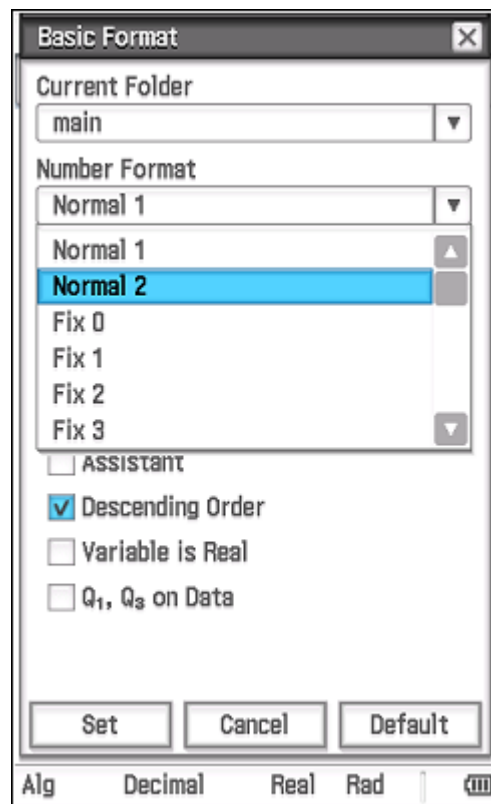 Basic Format
Current Folder
main
Number Format
Normal 1
Normal 1
Normal 2
Fix 0
Fix 1
Fix 2
Fix 3
Assistant
Descending Order
Variable is Real
Q₁, Q₃ on Data
Set Cancel Default
Alg Decimal Real Rad